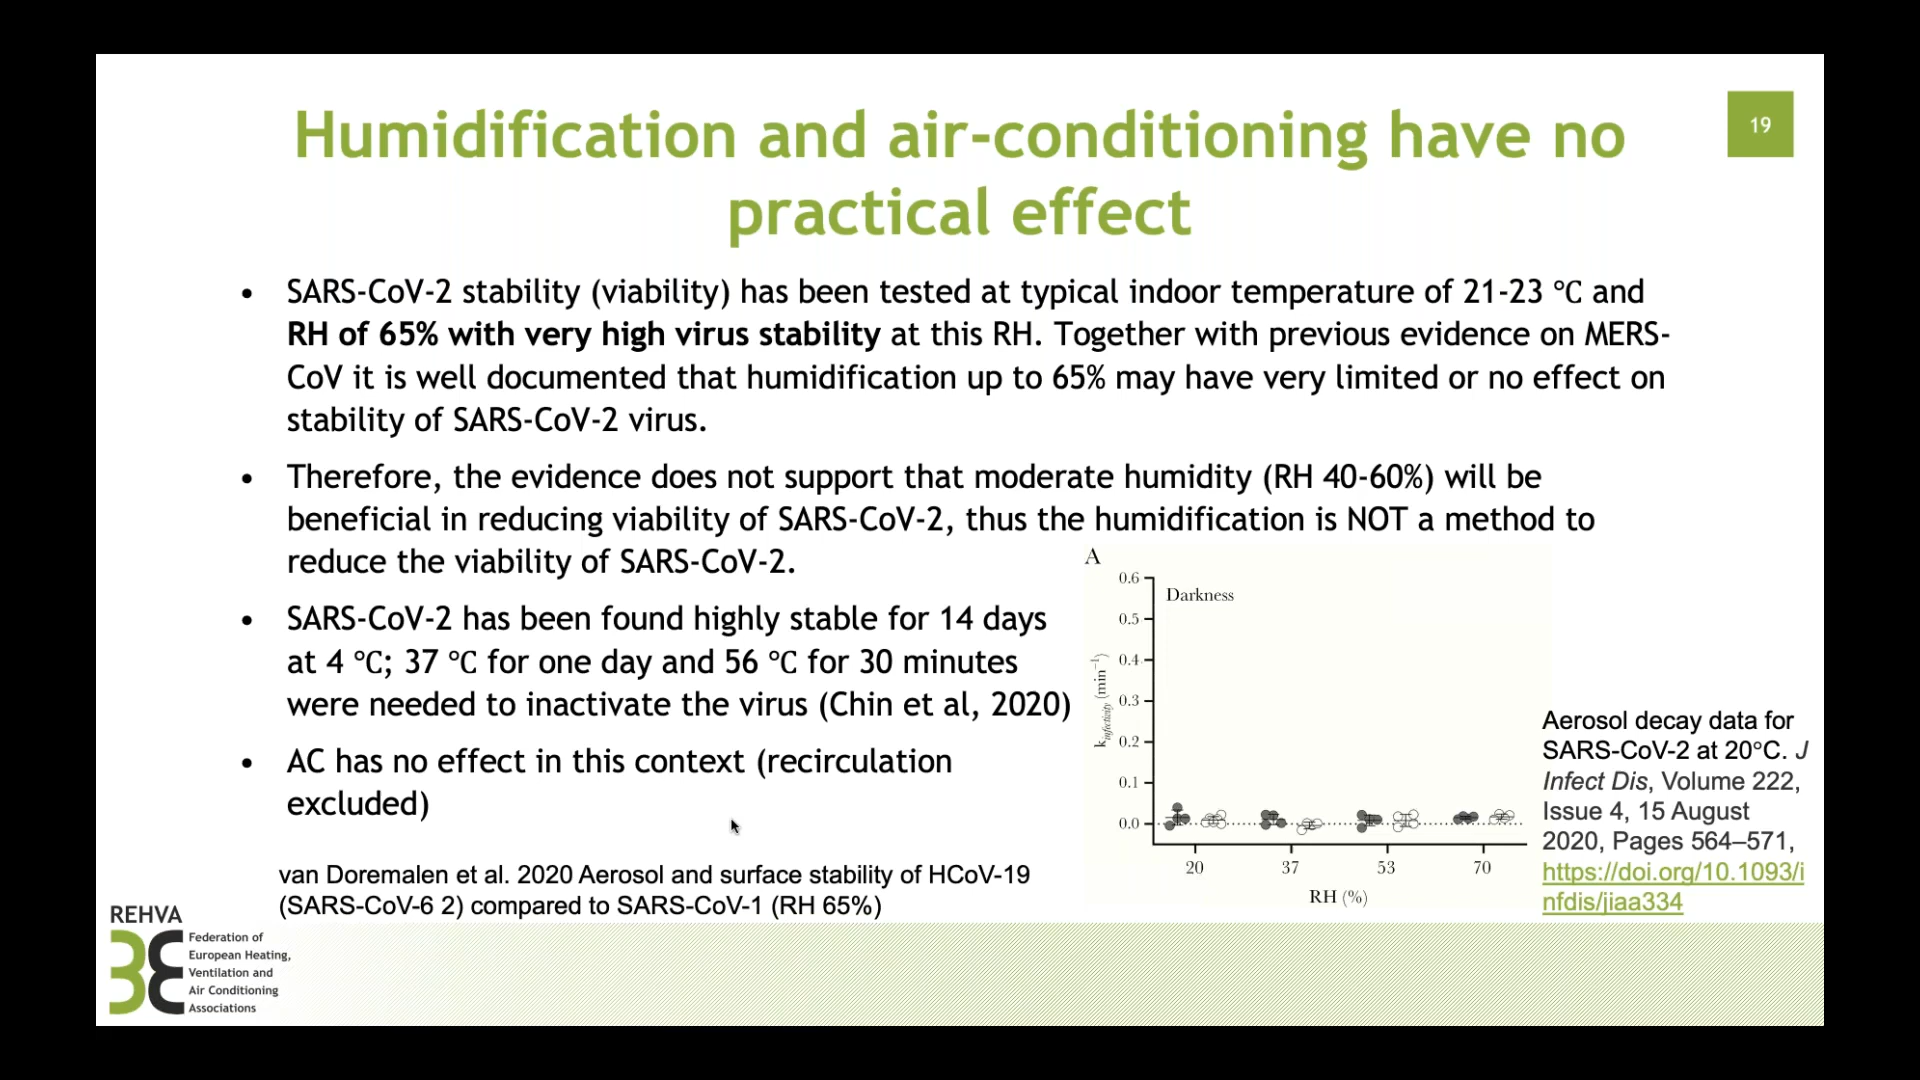 Humidification and air-conditioning have no
practical effect
19
• SARS-CoV-2 stability (viability) has been tested at typical indoor temperature of 21-23 ℃ and
RH of 65% with very high virus stability at this RH. Together with previous evidence on MERS-
CoV it is well documented that humidification up to 65% may have very limited or no effect on
stability of SARS-CoV-2 virus.
• Therefore, the evidence does not support that moderate humidity (RH 40-60%) will be
beneficial in reducing viability of SARS-CoV-2, thus the humidification is NOT a method to
reduce the viability of SARS-CoV-2.
• SARS-CoV-2 has been found highly stable for 14 days
at 4 ℃; 37 ℃ for one day and 56 ℃ for 30 minutes
were needed to inactivate the virus (Chin et al, 2020)
• AC has no effect in this context (recirculation
excluded)
van Doremalen et al. 2020 Aerosol and surface stability of HCoV-19
(SARS-CoV-6 2) compared to SARS-CoV-1 (RH 65%)
A
Darkness
k infectivity (min⁻¹)
0.6
0.5
0.4
0.3
0.2
0.1
0.0
20 37 53 70
RH (%)
Aerosol decay data for
SARS-CoV-2 at 20°C. J
Infect Dis, Volume 222,
Issue 4, 15 August
2020, Pages 564–571,
https://doi.org/10.1093/i
nfdis/jiaa334
REHVA
Federation of
European Heating,
Ventilation and
Air Conditioning
Associations